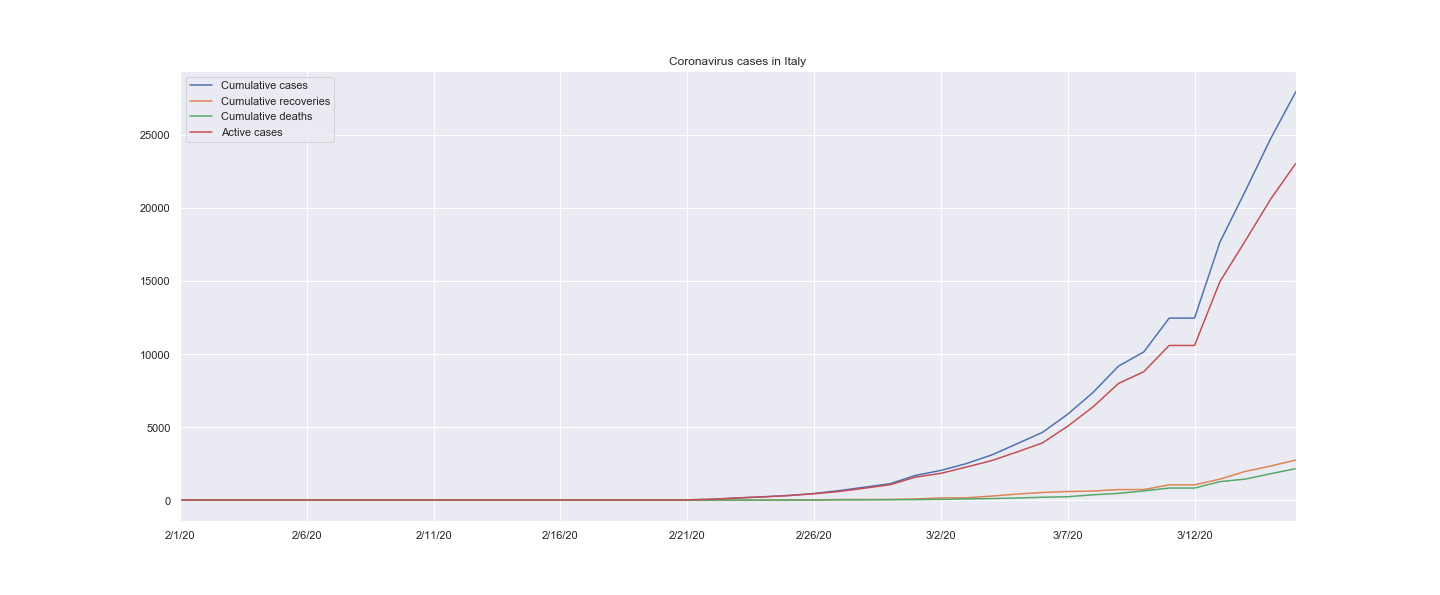 Coronavirus cases in Italy
Cumulative cases
Cumulative recoveries
Cumulative deaths
Active cases
25000
20000
15000
10000
5000
0
2/1/20 2/6/20 2/11/20 2/16/20 2/21/20 2/26/20 3/2/20 3/7/20 3/12/20